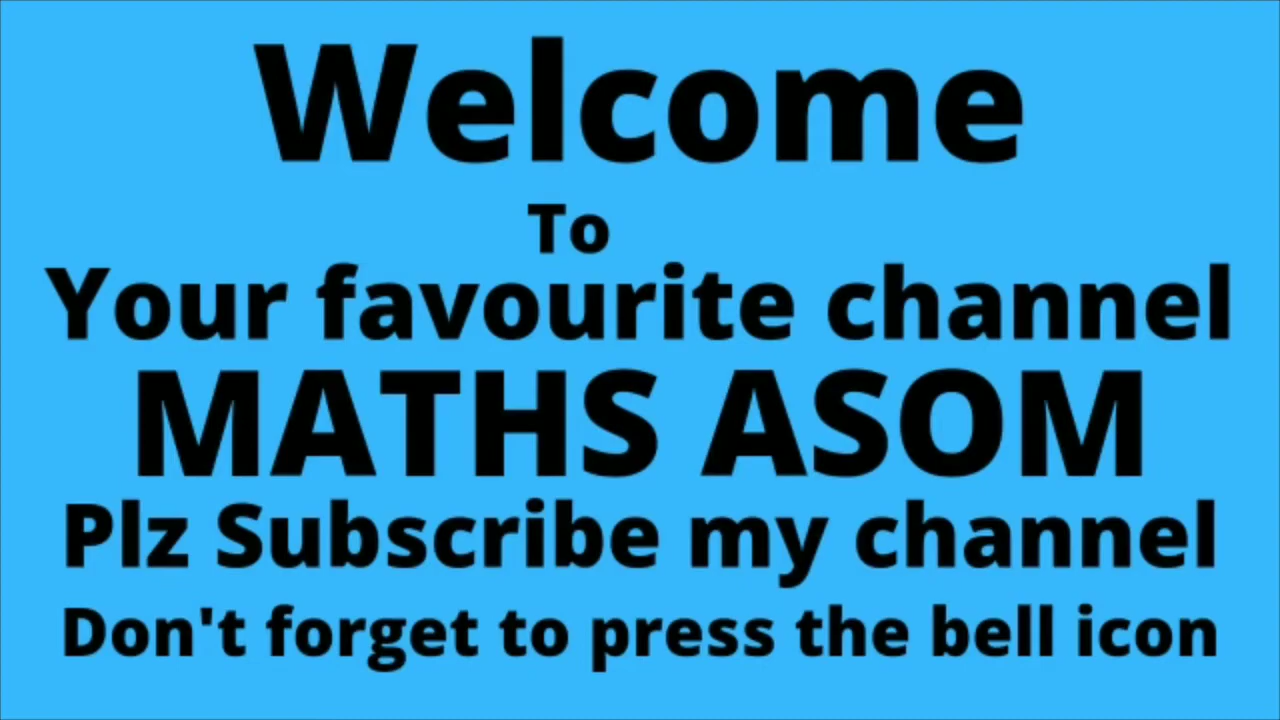 Welcome
To
Your favourite channel
MATHS ASOM
Plz Subscribe my channel
Don't forget to press the bell icon